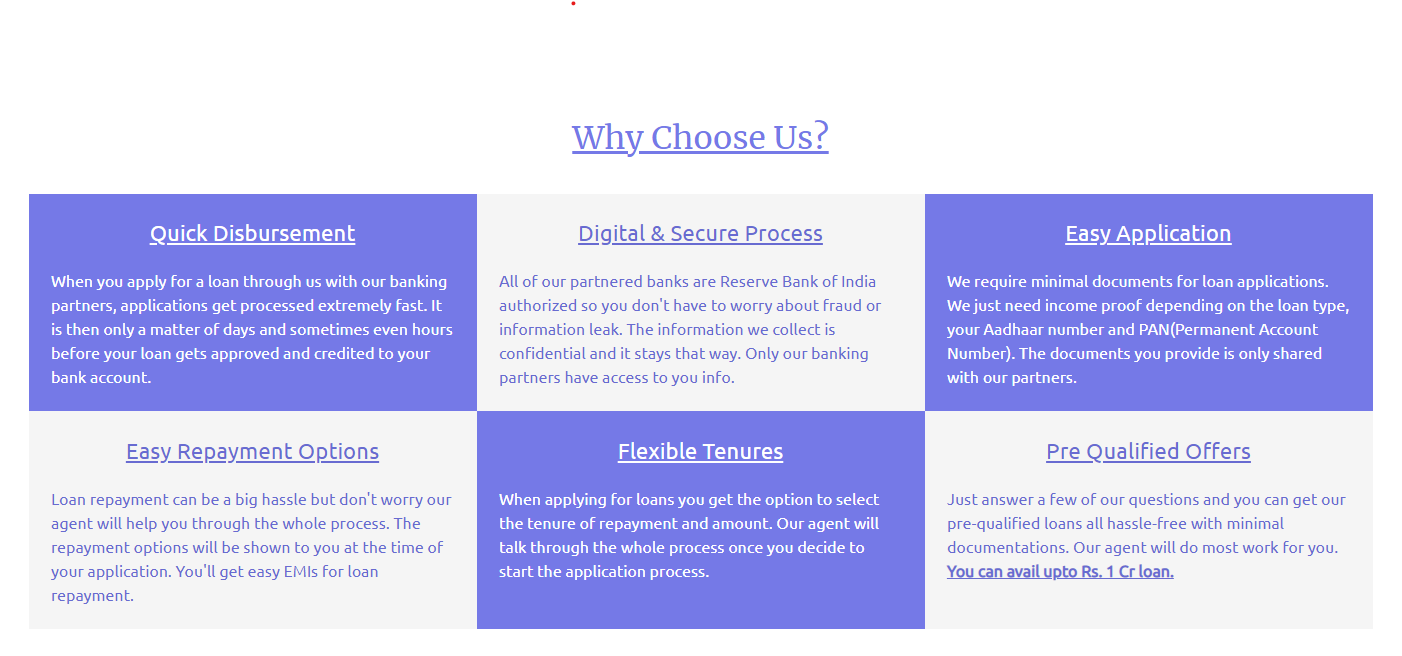 Why Choose Us?
Quick Disbursement
When you apply for a loan through us with our banking
partners, applications get processed extremely fast. It
is then only a matter of days and sometimes even hours
before your loan gets approved and credited to your
bank account.
Digital & Secure Process
All of our partnered banks are Reserve Bank of India
authorized so you don't have to worry about fraud or
information leak. The information we collect is
confidential and it stays that way. Only our banking
partners have access to you info.
Easy Application
We require minimal documents for loan applications.
We just need income proof depending on the loan type,
your Aadhaar number and PAN(Permanent Account
Number). The documents you provide is only shared
with our partners.
Easy Repayment Options
Loan repayment can be a big hassle but don't worry our
agent will help you through the whole process. The
repayment options will be shown to you at the time of
your application. You'll get easy EMIs for loan
repayment.
Flexible Tenures
When applying for loans you get the option to select
the tenure of repayment and amount. Our agent will
talk through the whole process once you decide to
start the application process.
Pre Qualified Offers
Just answer a few of our questions and you can get our
pre-qualified loans all hassle-free with minimal
documentations. Our agent will do most work for you.
You can avail upto Rs. 1 Cr loan.